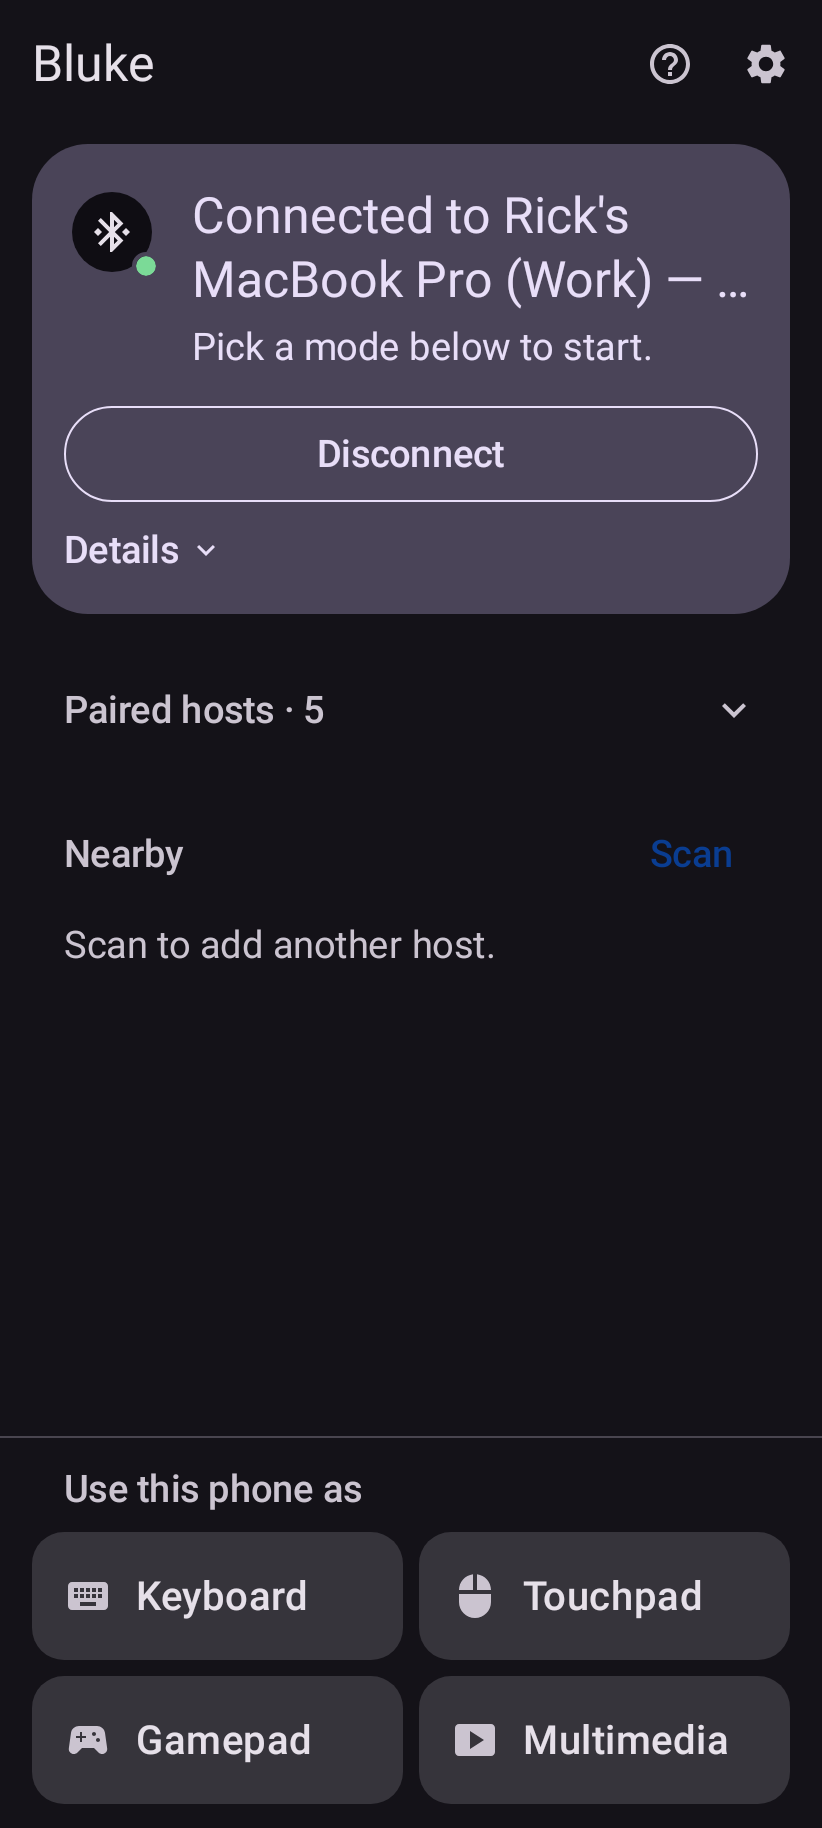 Bluke
Connected to Rick's
MacBook Pro (Work) — …
Pick a mode below to start.
Disconnect
Details
Paired hosts · 5
Nearby
Scan
Scan to add another host.
Use this phone as
Keyboard
Touchpad
Gamepad
Multimedia